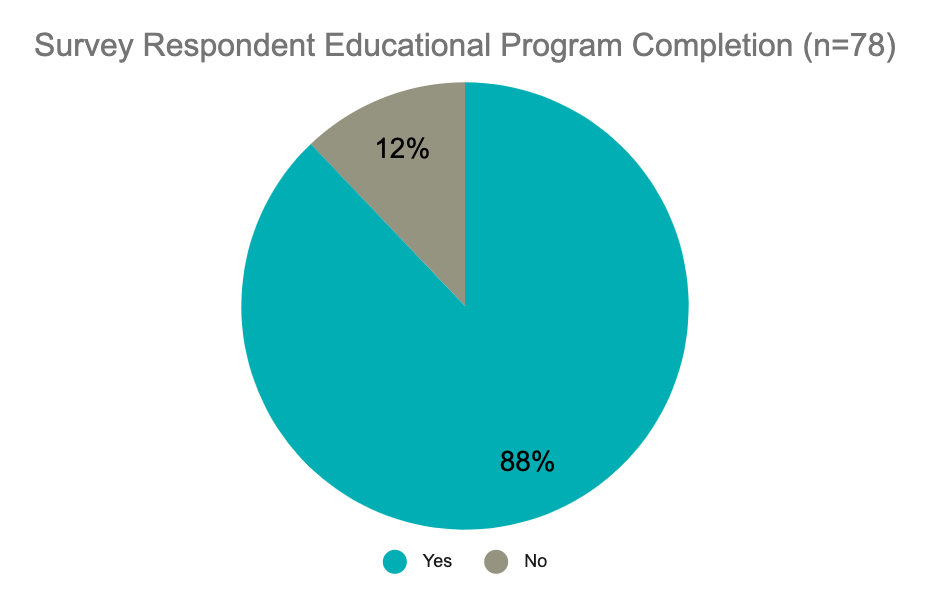 Survey Respondent Educational Program Completion (n=78)
12%
88%
Yes No